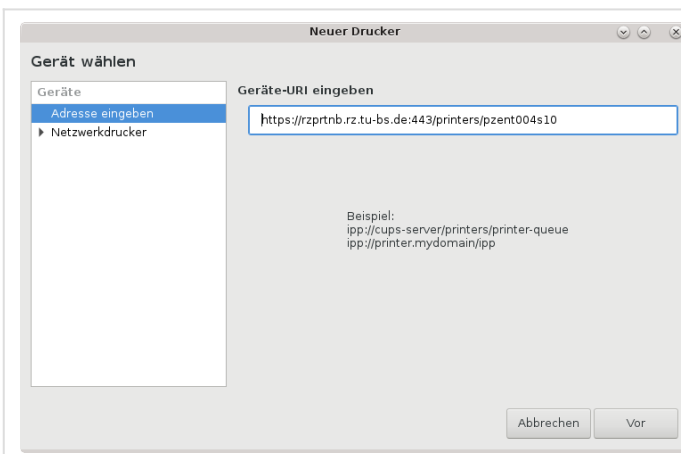 Neuer Drucker
Gerät wählen
Geräte
Adresse eingeben
Netzwerkdrucker
Geräte-URI eingeben
https://rzprtnb.rz.tu-bs.de:443/printers/pzent004s10
Beispiel:
ipp://cups-server/printers/printer-queue
ipp://printer.mydomain/ipp
Abbrechen
Vor